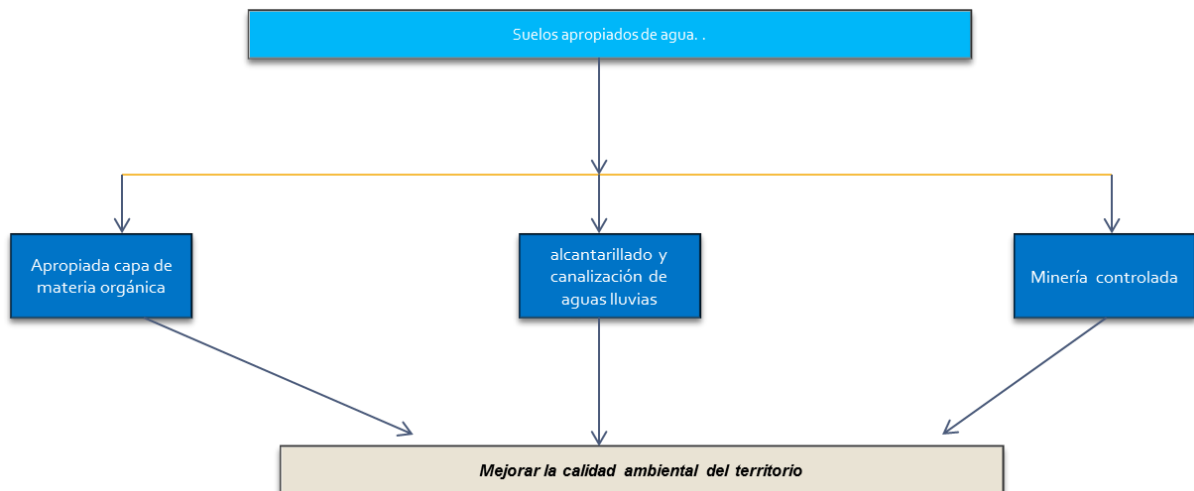 Suelos apropiados de agua. .
Apropiada capa de
materia orgánica
alcantarillado y
canalización de
aguas lluvias
Minería controlada
Mejorar la calidad ambiental del territorio